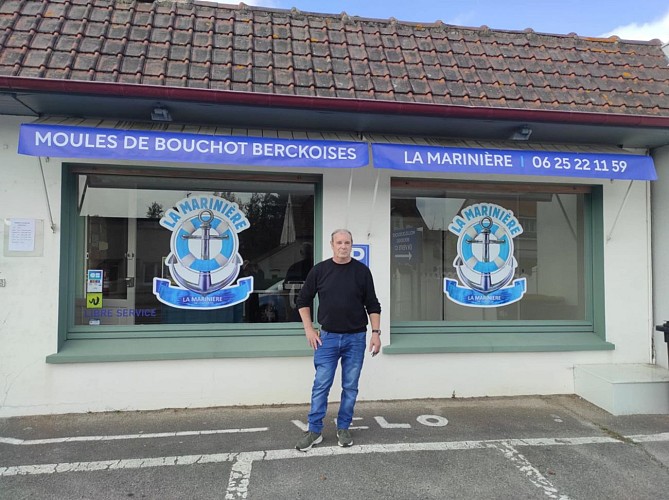 MOULES DE BOUCHOT BERCKOISES
LA MARINIÈRE | 06 25 22 11 59
LA MARINIÈRE
LA MARINIÈRE
LA MARINIÈRE
LA MARINIÈRE
P
LIBRE SERVICE
VELO